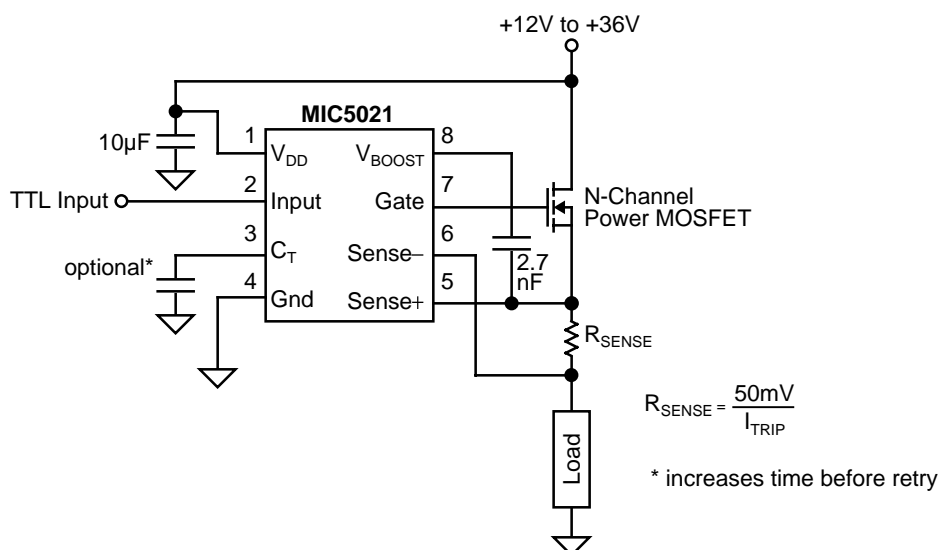 +12V to +36V
MIC5021
10µF
1
8
V_DD
V_BOOST
TTL Input
2
7
Input
Gate
N-Channel
Power MOSFET
3
6
optional*
C_T
Sense−
2.7
nF
4
5
Gnd
Sense+
R_SENSE
R_SENSE = 50mV
I_TRIP
Load
* increases time before retry